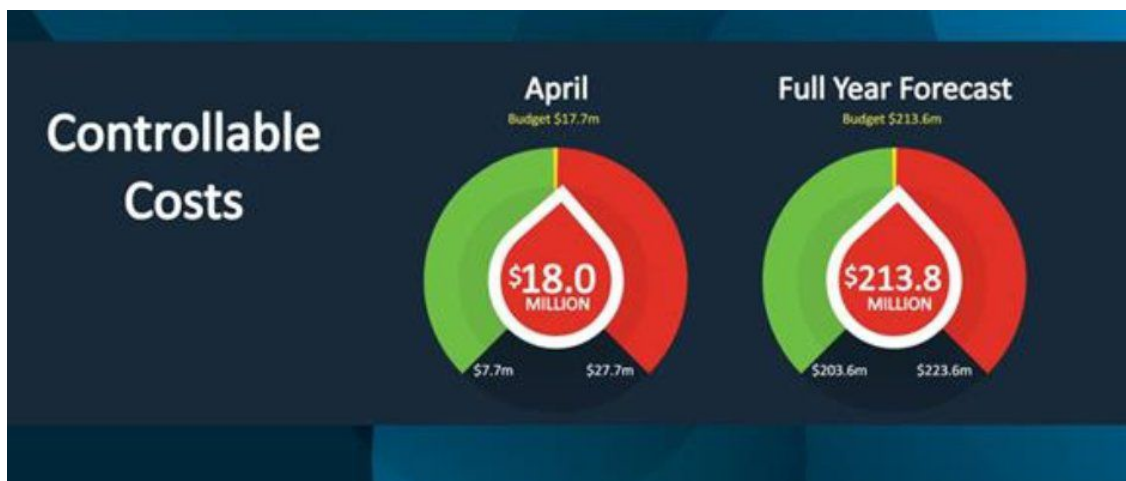 Controllable
Costs
April
Budget $17.7m
$18.0
MILLION
$7.7m
$27.7m
Full Year Forecast
Budget $213.6m
$213.8
MILLION
$203.6m
$223.6m